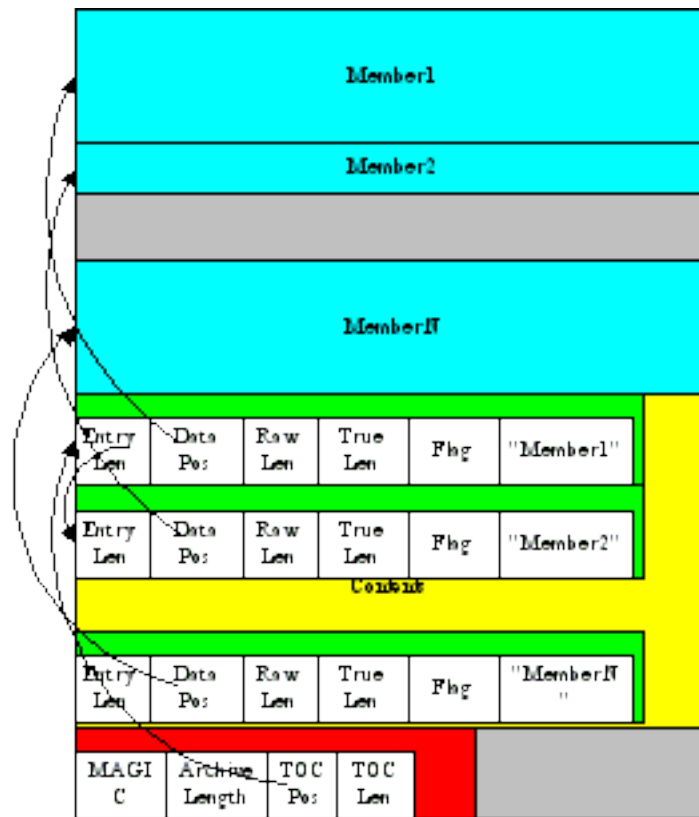 Member1
Member2
MemberN
Entry Len Data Pos Raw Len True Len Flag "Member1"
Entry Len Data Pos Raw Len True Len Flag "Member2"
Contents
Entry Len Data Pos Raw Len True Len Flag "MemberN"
MAGIC Archive Length TOC Pos TOC Len